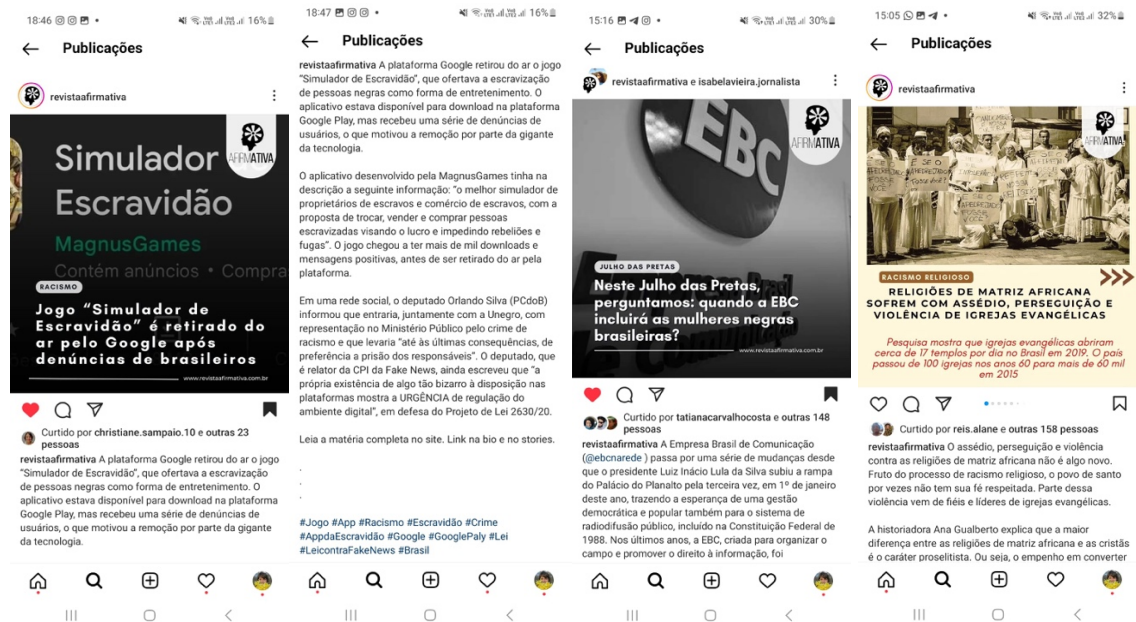 18:46
16%
Publicações
revistaafirmativa
AFIRMATIVA
Simulador
Escravidão
MagnusGames
Contém anúncios • Compra
RACISMO
Jogo “Simulador de
Escravidão” é retirado do
ar pelo Google após
denúncias de brasileiros
www.revistaafirmativa.com.br
Curtido por christiane.sampaio.10 e outras 23
pessoas
revistaafirmativa A plataforma Google retirou do ar o jogo
“Simulador de Escravidão”, que ofertava a escravização
de pessoas negras como forma de entretenimento. O
aplicativo estava disponível para download na plataforma
Google Play, mas recebeu uma série de denúncias de
usuários, o que motivou a remoção por parte da gigante
da tecnologia.
18:47
16%
Publicações
revistaafirmativa A plataforma Google retirou do ar o jogo
“Simulador de Escravidão”, que ofertava a escravização
de pessoas negras como forma de entretenimento. O
aplicativo estava disponível para download na plataforma
Google Play, mas recebeu uma série de denúncias de
usuários, o que motivou a remoção por parte da gigante
da tecnologia.
O aplicativo desenvolvido pela MagnusGames tinha na
descrição a seguinte informação: “o melhor simulador de
proprietários de escravos e comércio de escravos, com a
proposta de trocar, vender e comprar pessoas
escravizadas visando o lucro e impedindo rebeliões e
fugas”. O jogo chegou a ter mais de mil downloads e
mensagens positivas, antes de ser retirado do ar pela
plataforma.
Em uma rede social, o deputado Orlando Silva (PCdoB)
informou que entraria, juntamente com a Unegro, com
representação no Ministério Público pelo crime de
racismo e que levaria “até às últimas consequências, de
preferência a prisão dos responsáveis”. O deputado, que
é relator da CPI da Fake News, ainda escreveu que “a
própria existência de algo tão bizarro à disposição nas
plataformas mostra a URGÊNCIA de regulação do
ambiente digital”, em defesa do Projeto de Lei 2630/20.
Leia a matéria completa no site. Link na bio e no stories.
.
.
.
#Jogo #App #Racismo #Escravidão #Crime
#AppdaEscravidão #Google #GooglePaly #Lei
#LeicontraFakeNews #Brasil
15:16
30%
Publicações
revistaafirmativa e isabelavieira.jornalista
EBC
AFIRMATIVA
Empresa Brasil
JULHO DAS PRETAS
Neste Julho das Pretas,
perguntamos: quando a EBC
incluirá as mulheres negras
brasileiras?
www.revistaafirmativa.com.br
Curtido por tatianacarvalhocosta e outras 148
pessoas
revistaafirmativa A Empresa Brasil de Comunicação
(@ebcnarede ) passa por uma série de mudanças desde
que o presidente Luiz Inácio Lula da Silva subiu a rampa
do Palácio do Planalto pela terceira vez, em 1º de janeiro
deste ano, trazendo a esperança de uma gestão
democrática e popular também para o sistema de
radiodifusão público, incluído na Constituição Federal de
1988. Nos últimos anos, a EBC, criada para organizar o
campo e promover o direito à informação, foi
15:05
32%
Publicações
revistaafirmativa
AFIRMATIVA
RACISMO RELIGIOSO
RELIGIÕES DE MATRIZ AFRICANA
SOFREM COM ASSÉDIO, PERSEGUIÇÃO E
VIOLÊNCIA DE IGREJAS EVANGÉLICAS
Pesquisa mostra que igrejas evangélicas abriram
cerca de 17 templos por dia no Brasil em 2019. O país
passou de 100 igrejas nos anos 60 para mais de 60 mil
em 2015
Curtido por reis.alane e outras 158 pessoas
revistaafirmativa O assédio, perseguição e violência
contra as religiões de matriz africana não é algo novo.
Fruto do processo de racismo religioso, o povo de santo
por vezes não tem sua fé respeitada. Parte dessa
violência vem de fiéis e líderes de igrejas evangélicas.
A historiadora Ana Gualberto explica que a maior
diferença entre as religiões de matriz africana e as cristãs
é o caráter proselitista. Ou seja, o empenho em converter